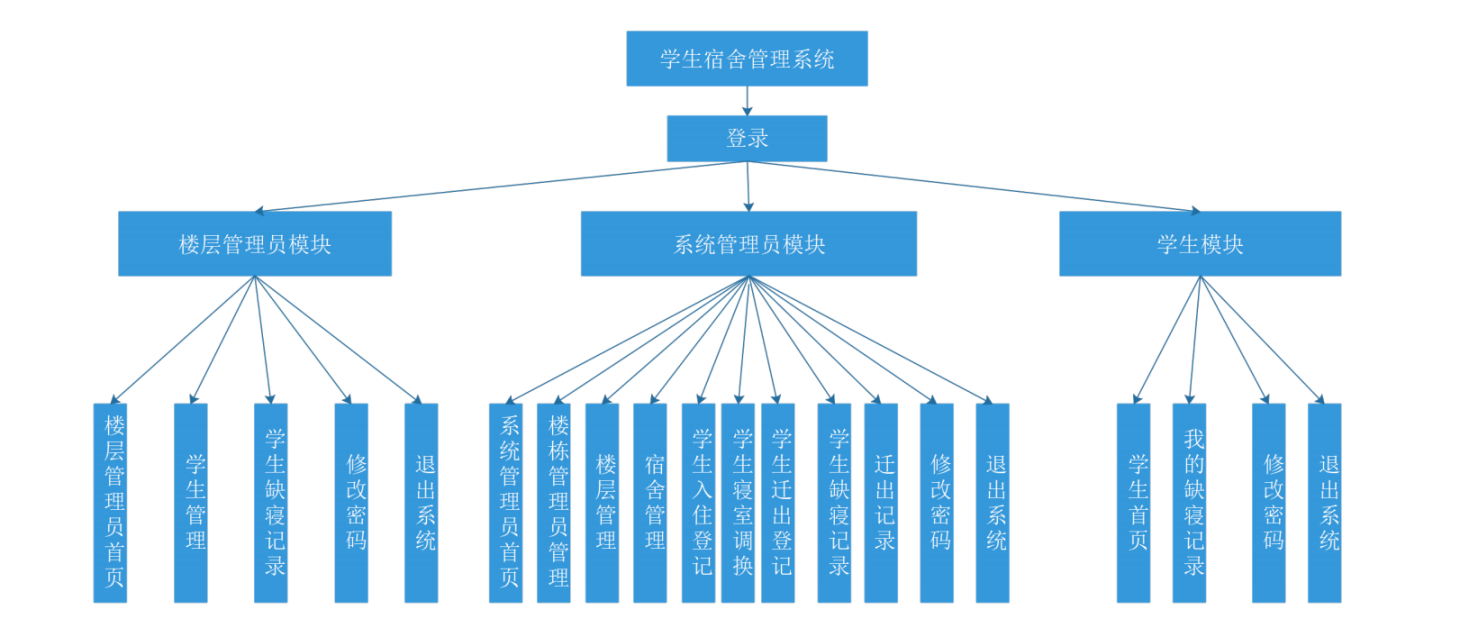 学生宿舍管理系统
登录
楼层管理员模块
系统管理员模块
学生模块
楼层管理员首页
学生管理
学生缺寝记录
修改密码
退出系统
系统管理员首页
楼栋管理员管理
楼层管理
宿舍管理
学生入住登记
学生寝室调换
学生迁出登记
学生缺寝记录
迁出记录
修改密码
退出系统
学生首页
我的缺寝记录
修改密码
退出系统